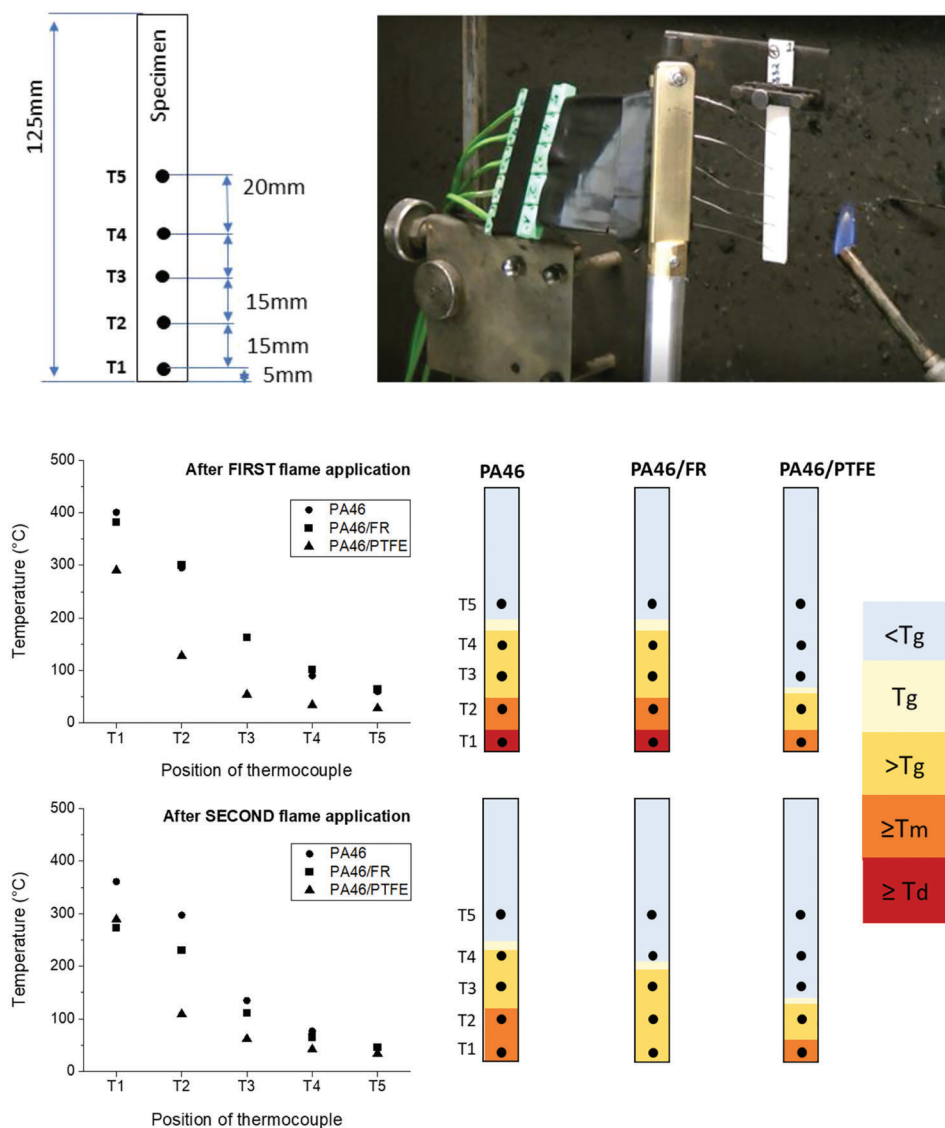 125mm
Specimen
T5
20mm
T4
T3
15mm
T2
15mm
T1
5mm
After FIRST flame application
PA46
PA46/FR
PA46/PTFE
500
400
300
200
100
0
Temperature (°C)
T1 T2 T3 T4 T5
Position of thermocouple
PA46 PA46/FR PA46/PTFE
T5
T4
T3
T2
T1
<Tg
Tg
>Tg
≥Tm
≥ Td
After SECOND flame application
PA46
PA46/FR
PA46/PTFE
500
400
300
200
100
0
Temperature (°C)
T1 T2 T3 T4 T5
Position of thermocouple
T5
T4
T3
T2
T1